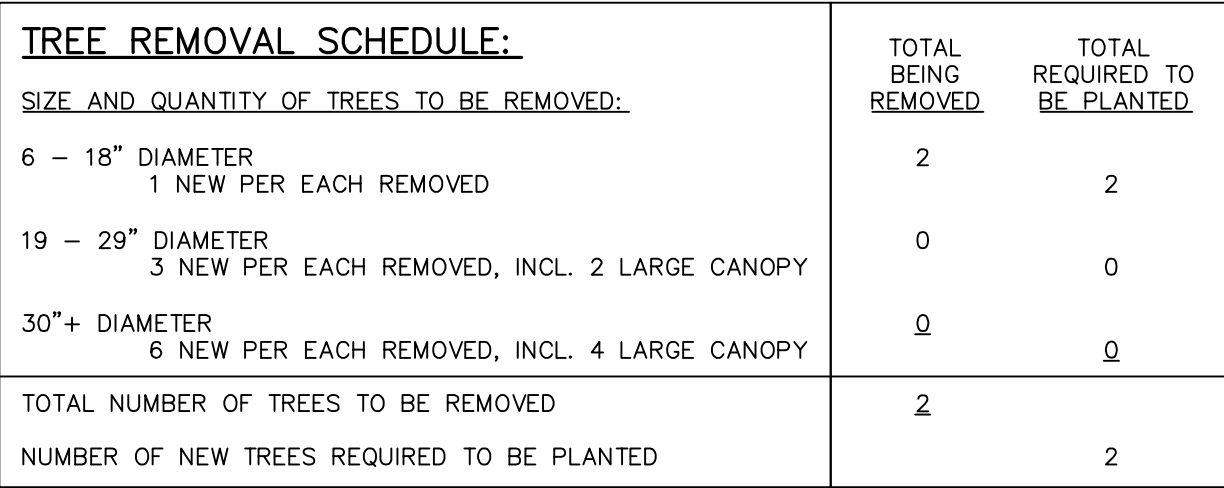 TREE REMOVAL SCHEDULE:
TOTAL BEING REMOVED
TOTAL REQUIRED TO BE PLANTED
SIZE AND QUANTITY OF TREES TO BE REMOVED:
6 – 18" DIAMETER 2
1 NEW PER EACH REMOVED 2
19 – 29" DIAMETER 0
3 NEW PER EACH REMOVED, INCL. 2 LARGE CANOPY 0
30"+ DIAMETER 0
6 NEW PER EACH REMOVED, INCL. 4 LARGE CANOPY 0
TOTAL NUMBER OF TREES TO BE REMOVED 2
NUMBER OF NEW TREES REQUIRED TO BE PLANTED 2